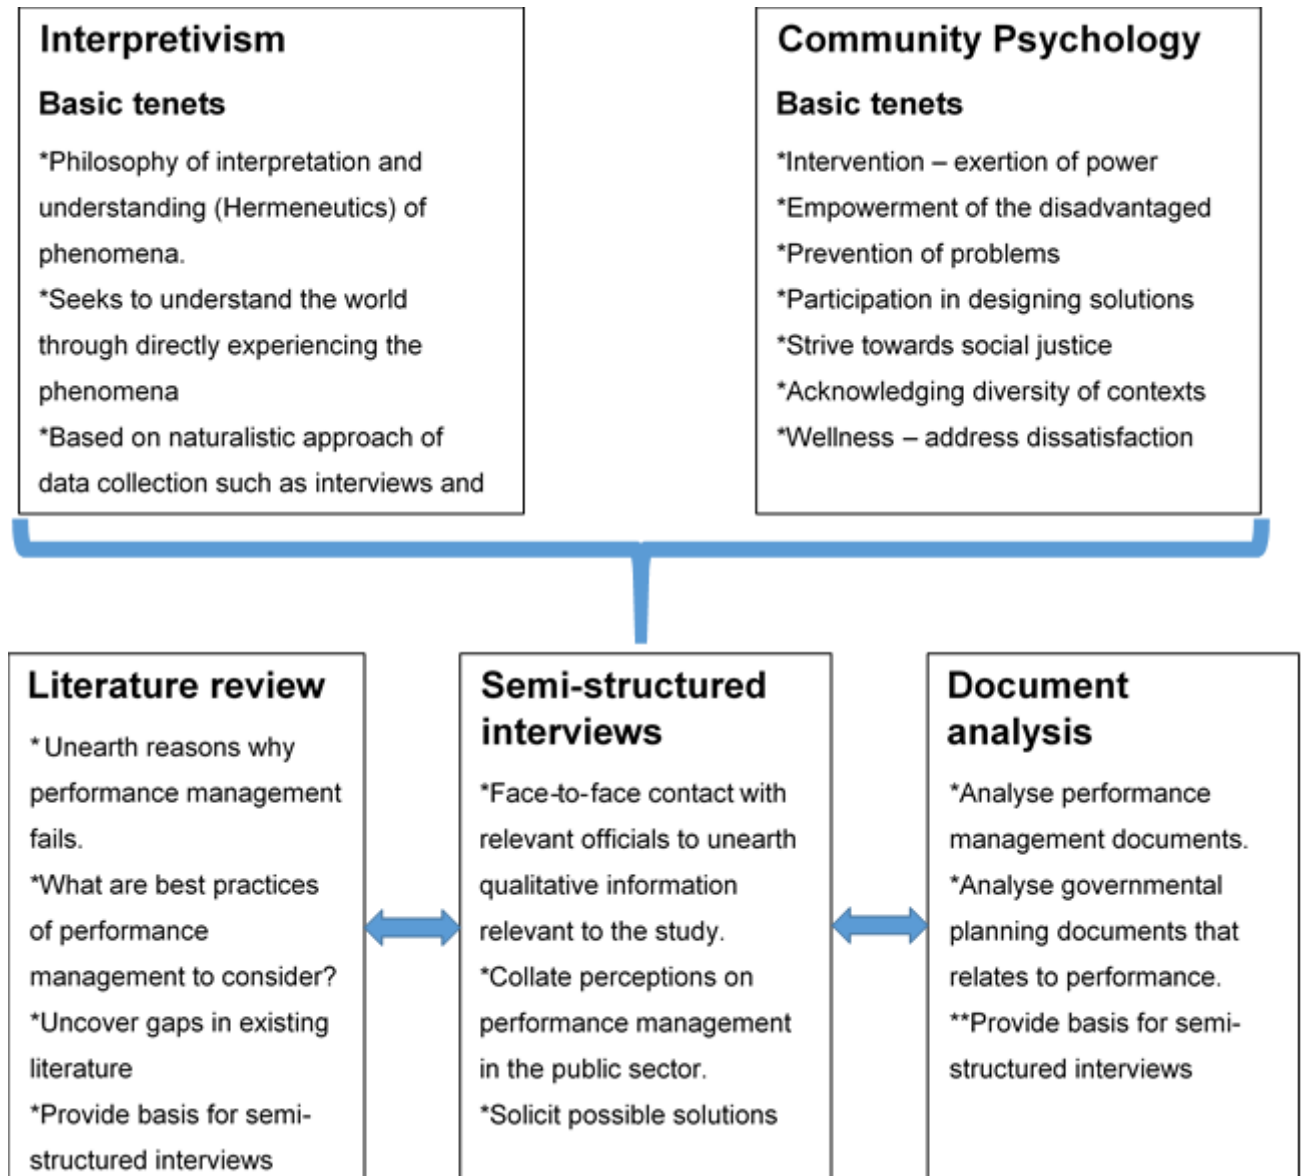 Interpretivism
Basic tenets
*Philosophy of interpretation and
understanding (Hermeneutics) of
phenomena.
*Seeks to understand the world
through directly experiencing the
phenomena
*Based on naturalistic approach of
data collection such as interviews and
Community Psychology
Basic tenets
*Intervention – exertion of power
*Empowerment of the disadvantaged
*Prevention of problems
*Participation in designing solutions
*Strive towards social justice
*Acknowledging diversity of contexts
*Wellness – address dissatisfaction
Literature review
* Unearth reasons why
performance management
fails.
*What are best practices
of performance
management to consider?
*Uncover gaps in existing
literature
*Provide basis for semi-
structured interviews
Semi-structured
interviews
*Face-to-face contact with
relevant officials to unearth
qualitative information
relevant to the study.
*Collate perceptions on
performance management
in the public sector.
*Solicit possible solutions
Document
analysis
*Analyse performance
management documents.
*Analyse governmental
planning documents that
relates to performance.
**Provide basis for semi-
structured interviews